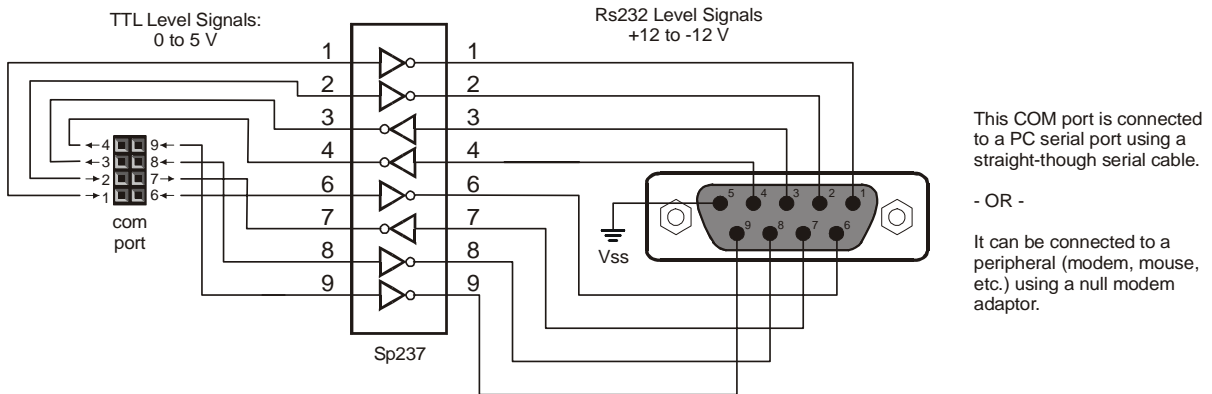 TTL Level Signals:
0 to 5 V
Rs232 Level Signals
+12 to -12 V
1 1
2 2
3 3
4 4
6 6
7 7
8 8
9 9
4 9
3 8
2 7
1 6
com
port
Sp237
Vss
5 4 3 2 1
9 8 7 6
This COM port is connected
to a PC serial port using a
straight-though serial cable.
- OR -
It can be connected to a
peripheral (modem, mouse,
etc.) using a null modem
adaptor.